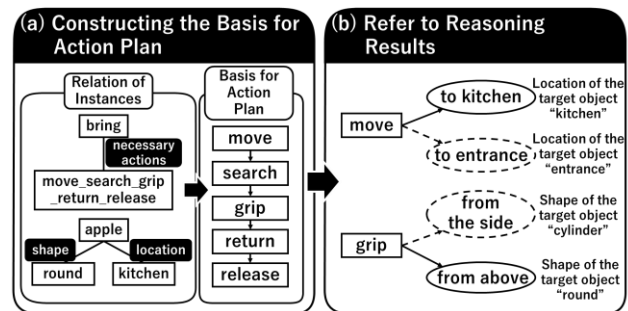 (a) Constructing the Basis for
Action Plan
Relation of
Instances
bring
necessary
actions
move_search_grip
_return_release
apple
shape
location
round
kitchen
Basis for
Action
Plan
move
search
grip
return
release
(b) Refer to Reasoning
Results
move
to kitchen
Location of the
target object
“kitchen”
to entrance
Location of the
target object
“entrance”
grip
from
the side
Shape of the
target object
“cylinder”
from above
Shape of the
target object
“round”